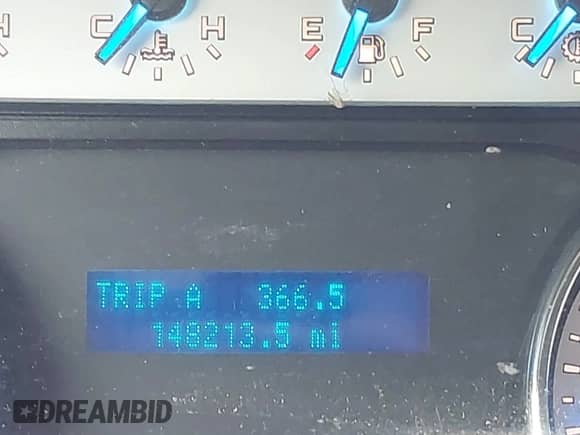 H C H E F C
TRIP A 366.5
148213.5 mi
DREAMBID